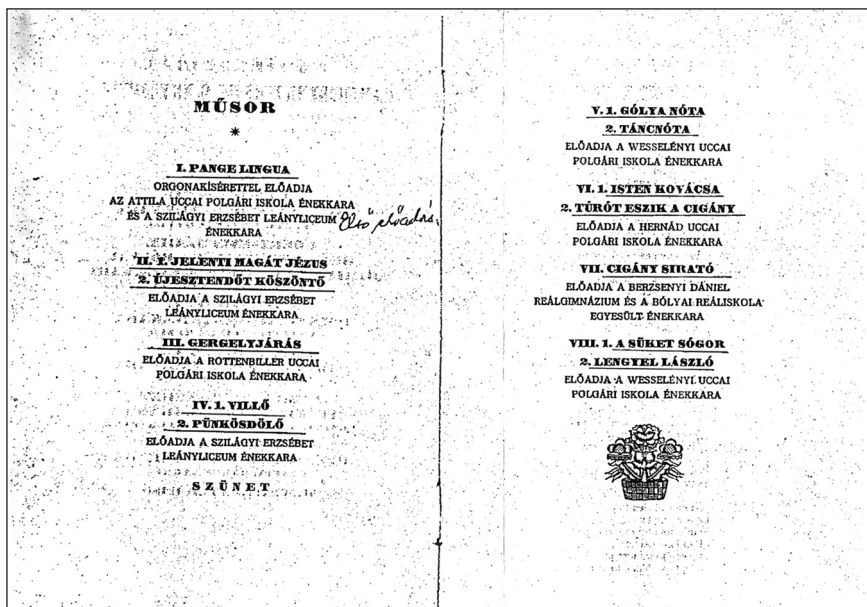 MŰSOR
*
I. PANGE LINGUA
ORGONAKÍSÉRETTEL ELŐADJA
AZ ATTILA UCCAI POLGÁRI ISKOLA ÉNEKKARA
ÉS A SZILÁGYI ERZSÉBET LEÁNYLICEUM Első előadás.
ÉNEKKARA
II. 1. JELENTI MAGÁT JÉZUS
2. ÚJESZTENDŐT KÖSZÖNTŐ
ELŐADJA A SZILÁGYI ERZSÉBET
LEÁNYLICEUM ÉNEKKARA
III. GERGELYJÁRÁS
ELŐADJA A ROTTENBILLER UCCAI
POLGÁRI ISKOLA ÉNEKKARA
IV. 1. VILLŐ
2. PÜNKÖSDÖLŐ
ELŐADJA A SZILÁGYI ERZSÉBET
LEÁNYLICEUM ÉNEKKARA
SZÜNET
V. 1. GÓLYA NÓTA
2. TÁNCNÓTA
ELŐADJA A WESSELÉNYI UCCAI
POLGÁRI ISKOLA ÉNEKKARA
VI. 1. ISTEN KOVÁCSA
2. TÚRÓT ESZIK A CIGÁNY
ELŐADJA A HERNÁD UCCAI
POLGÁRI ISKOLA ÉNEKKARA
VII. CIGÁNY SIRATÓ
ELŐADJA A BERZSENYI DÁNIEL
REÁLGIMNÁZIUM ÉS A BÓLYAI REÁLISKOLA
EGYESÜLT ÉNEKKARA
VIII. 1. A SÜKET SÓGOR
2. LENGYEL LÁSZLÓ
ELŐADJA A WESSELÉNYI UCCAI
POLGÁRI ISKOLA ÉNEKKARA